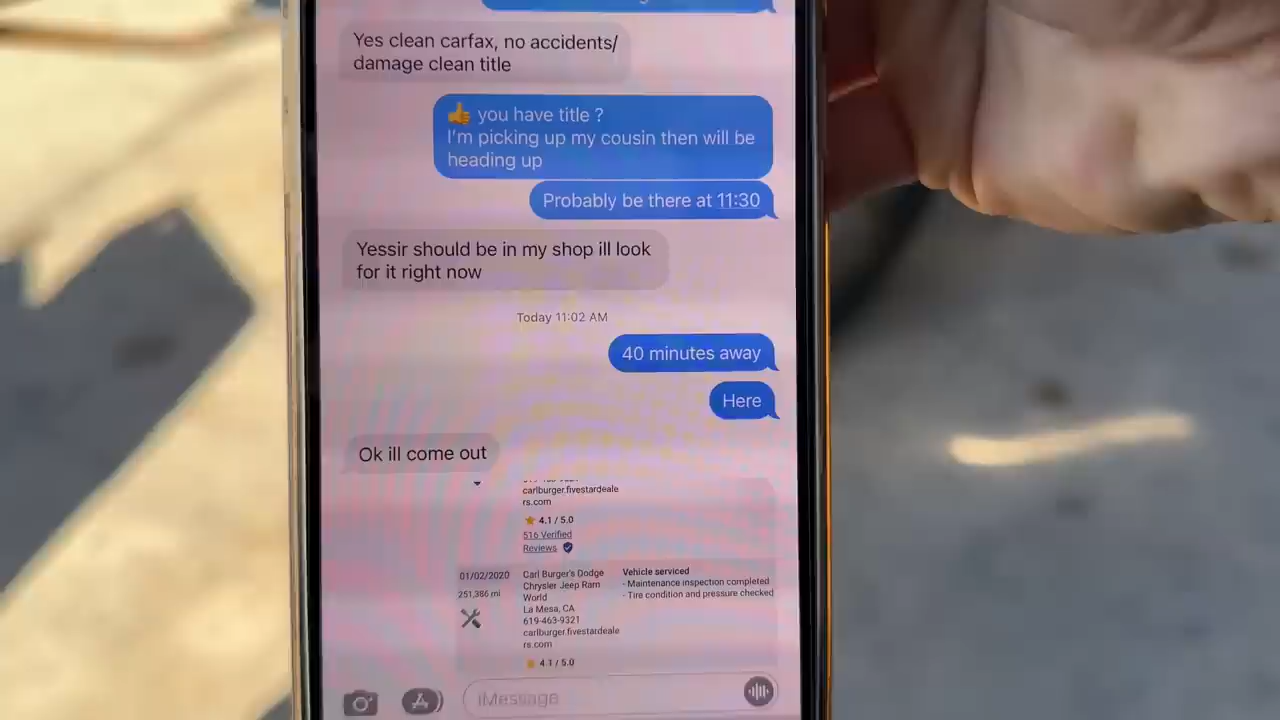 Yes clean carfax, no accidents/
damage clean title
👍 you have title ?
I'm picking up my cousin then will be
heading up
Probably be there at 11:30
Yessir should be in my shop ill look
for it right now
Today 11:02 AM
40 minutes away
Here
Ok ill come out
carlburger.fivestardeale
rs.com
4.1 / 5.0
516 Verified
Reviews
01/02/2020
251,386 mi
Carl Burger's Dodge
Chrysler Jeep Ram
World
La Mesa, CA
619-463-9321
carlburger.fivestardeale
rs.com
4.1 / 5.0
Vehicle serviced
- Maintenance inspection completed
- Tire condition and pressure checked
iMessage